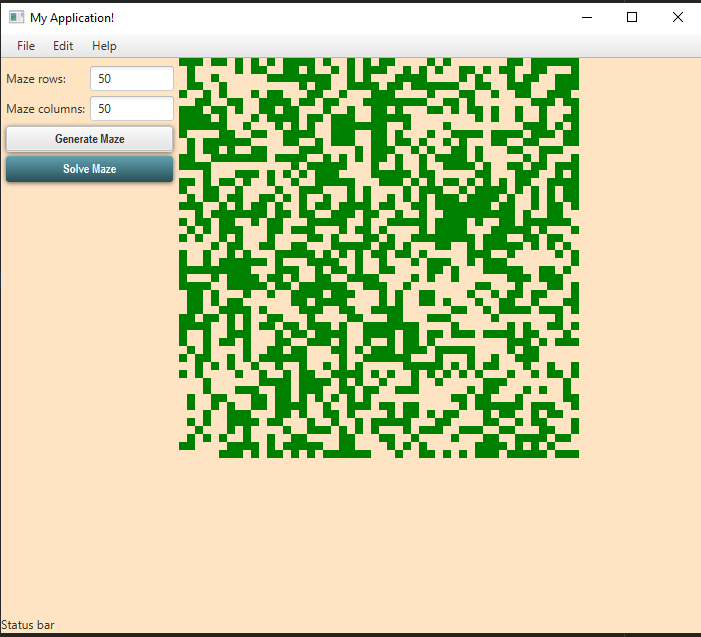 My Application!
File Edit Help
Maze rows: 50
Maze columns: 50
Generate Maze
Solve Maze
Status bar